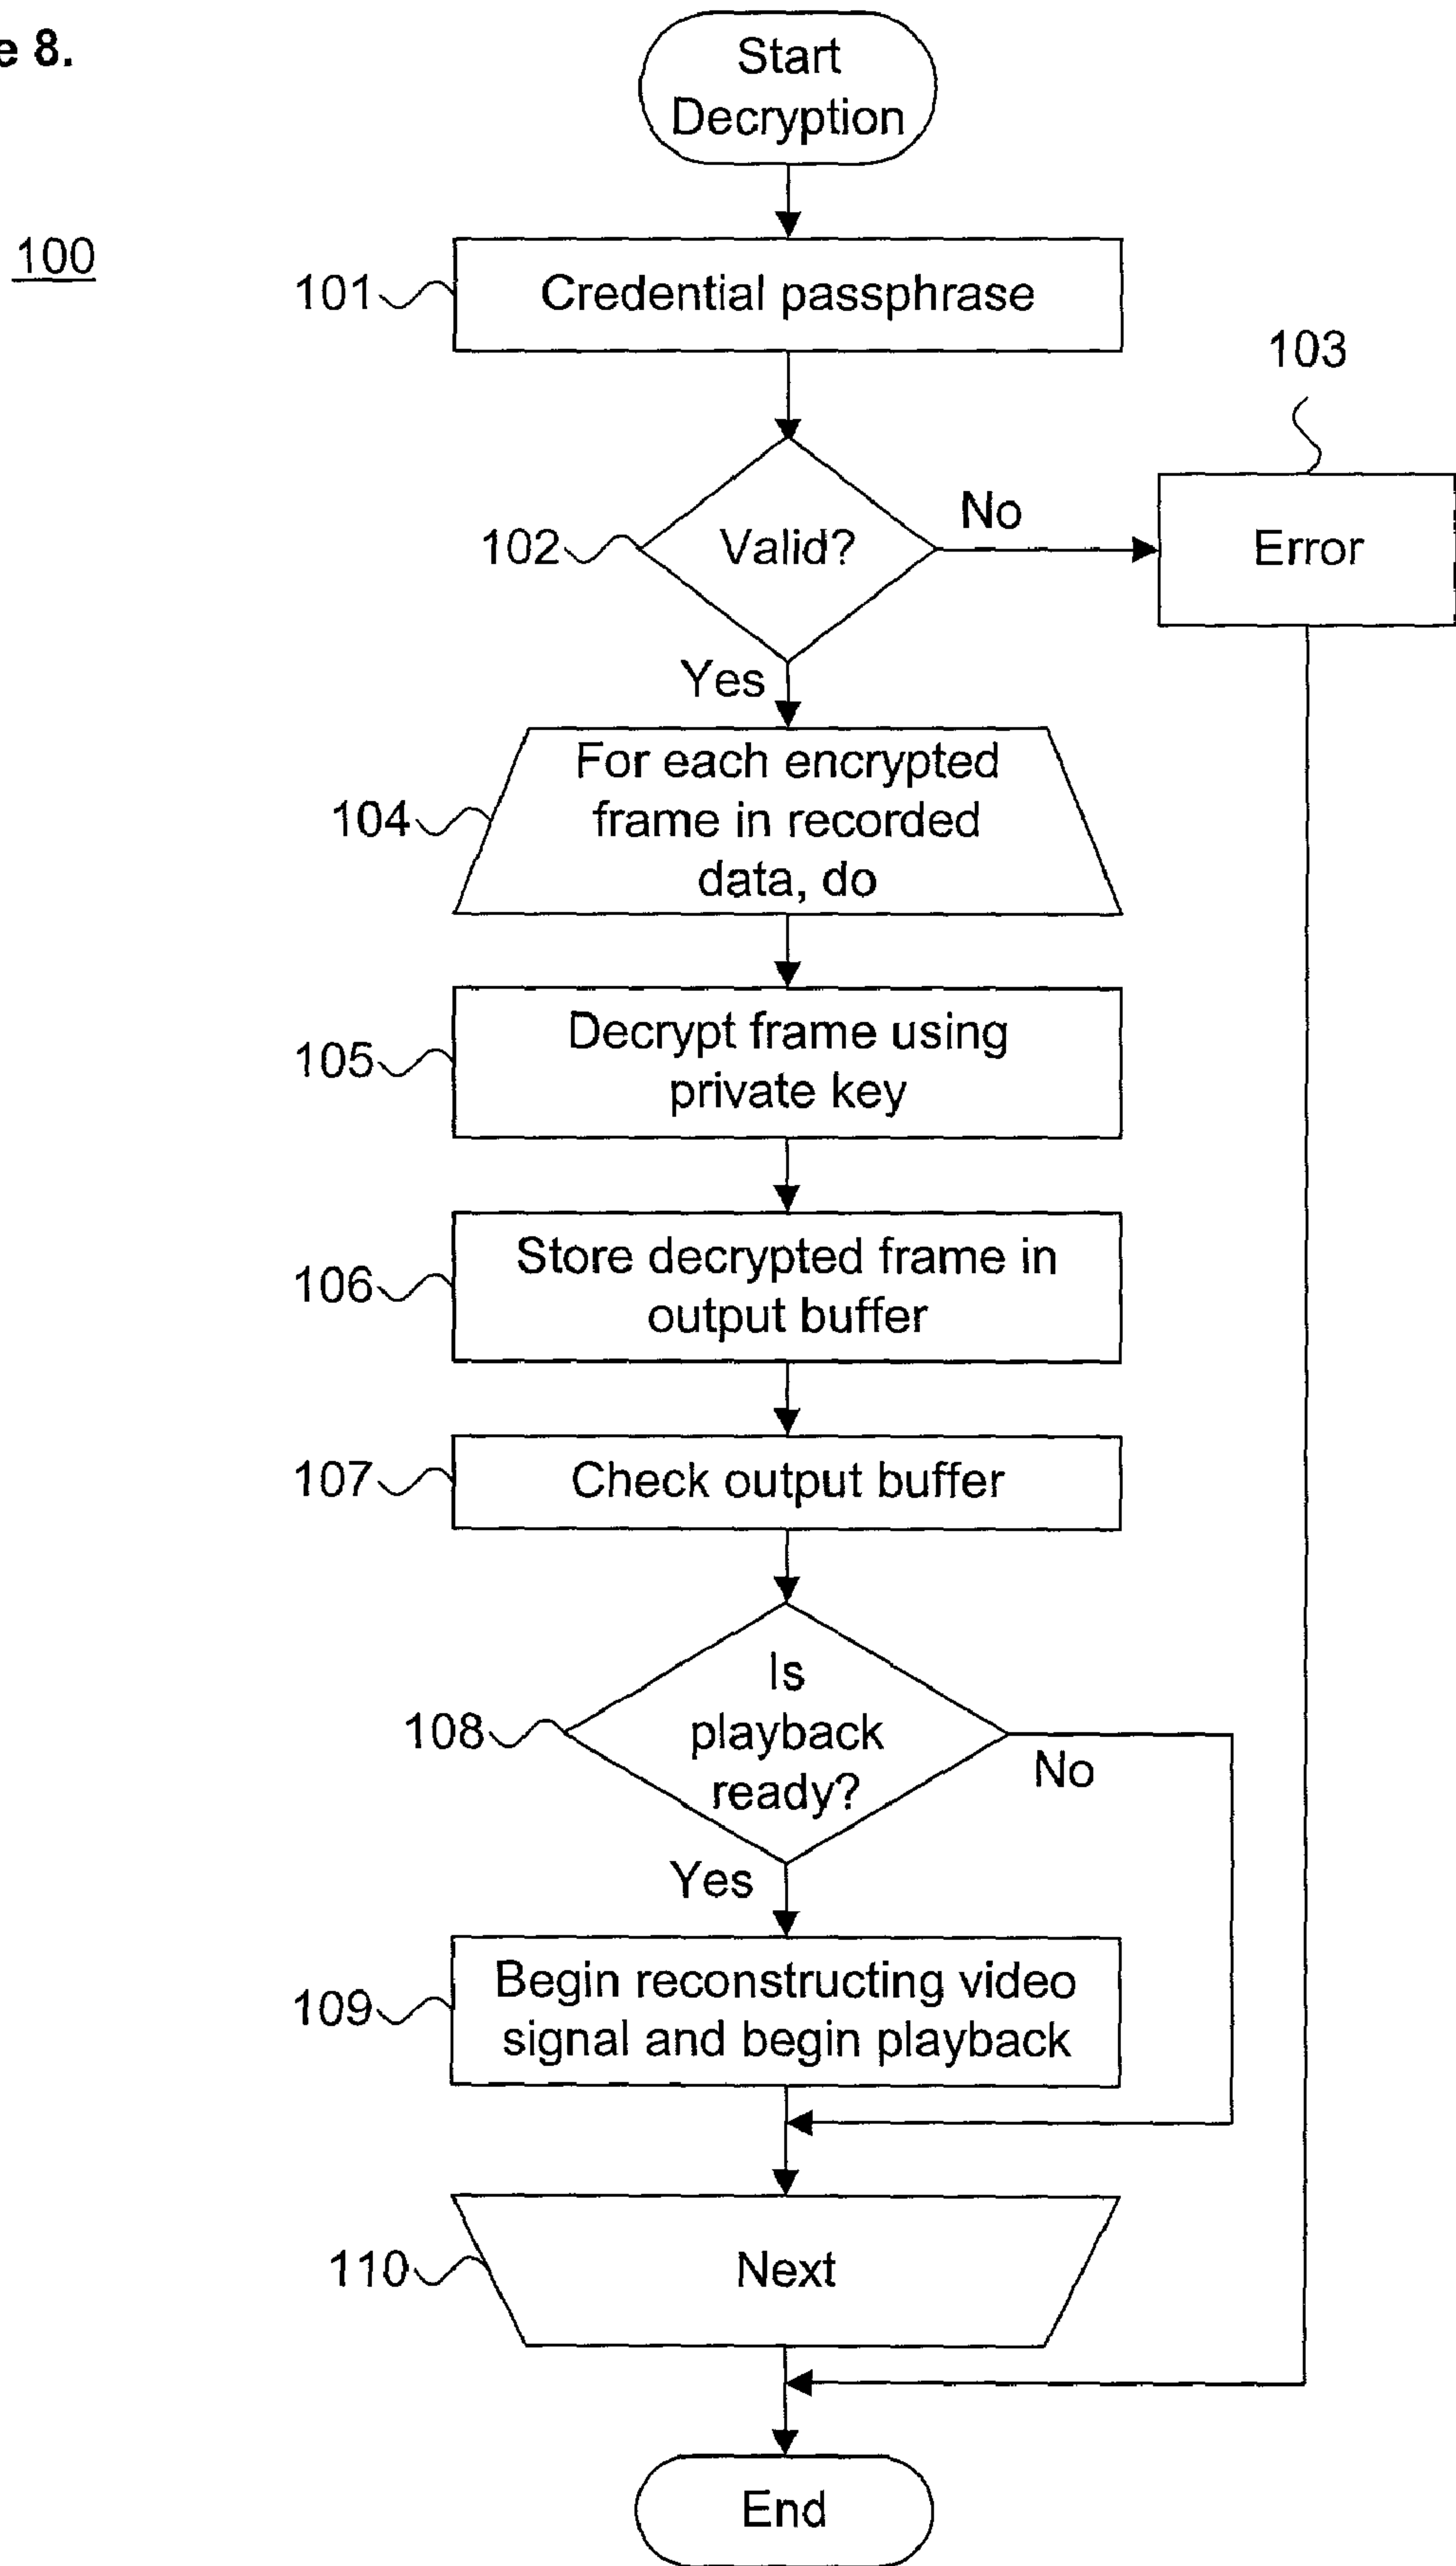 e 8.
Start
Decryption
100
101
Credential passphrase
103
102
Valid?
No
Error
Yes
104
For each encrypted
frame in recorded
data, do
105
Decrypt frame using
private key
106
Store decrypted frame in
output buffer
107
Check output buffer
108
Is
playback
ready?
No
Yes
109
Begin reconstructing video
signal and begin playback
110
Next
End